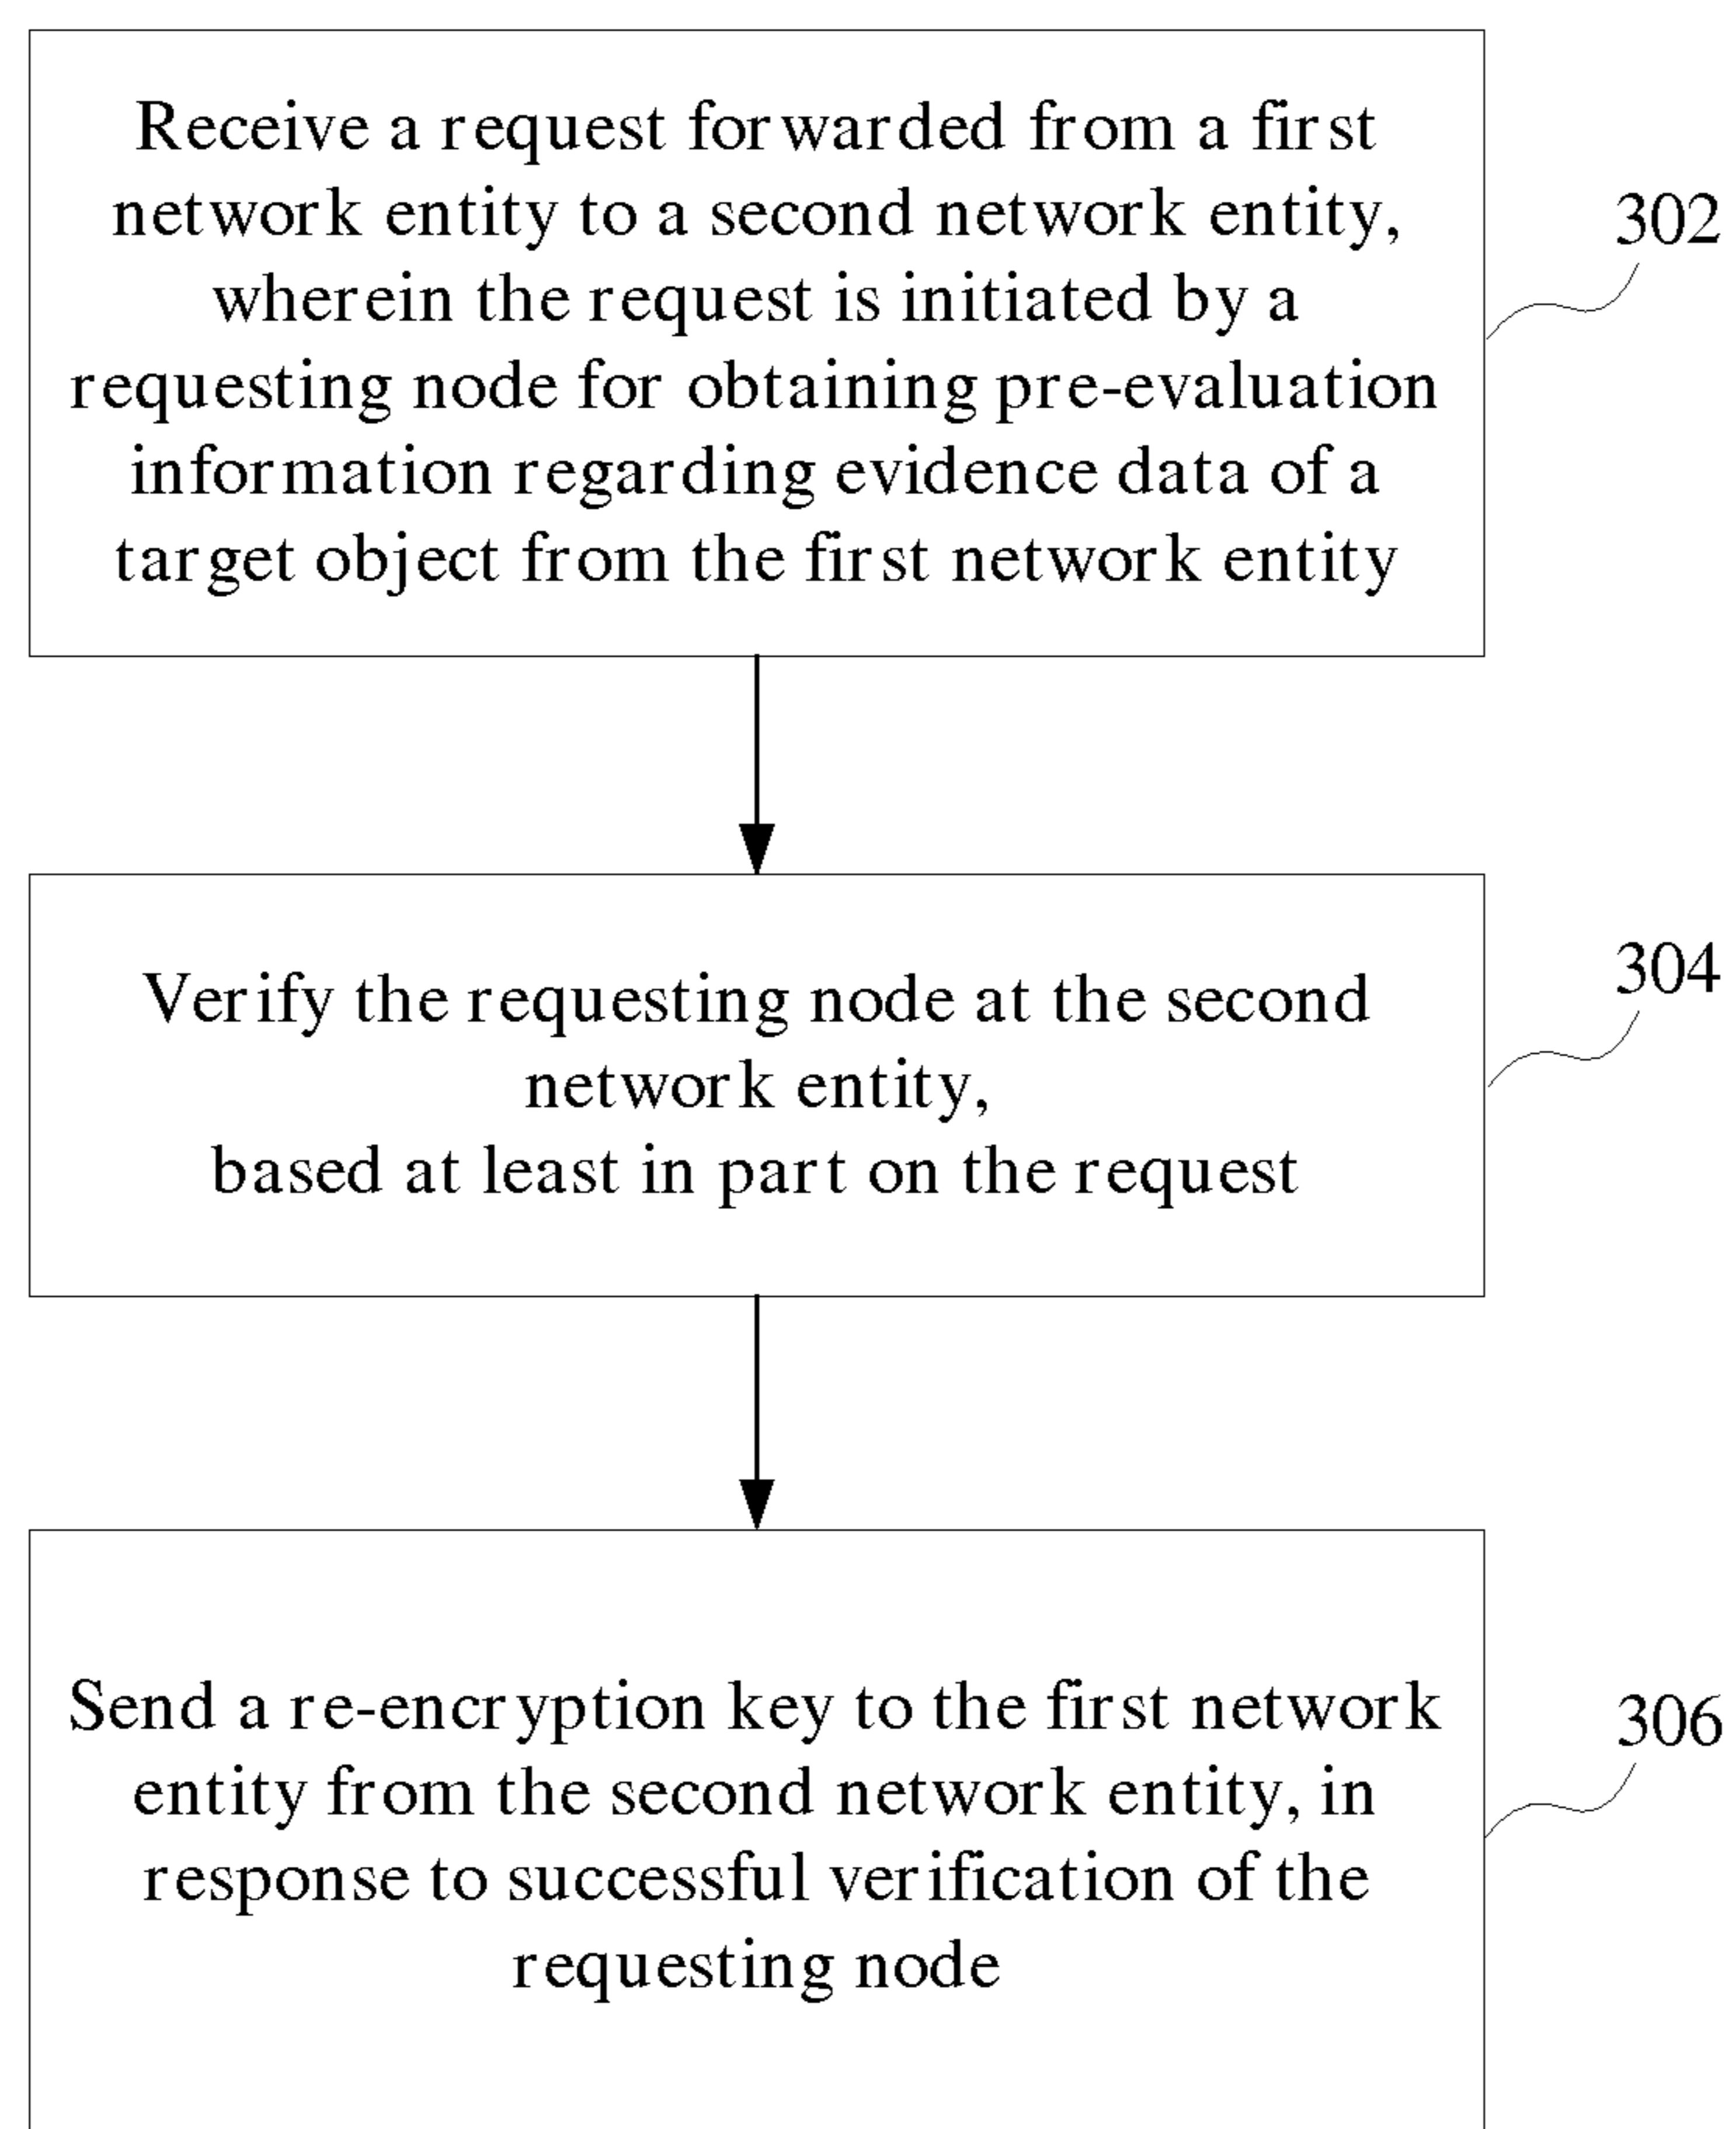 Receive a request forwarded from a first
network entity to a second network entity,
wherein the request is initiated by a
requesting node for obtaining pre-evaluation
information regarding evidence data of a
target object from the first network entity
302
Verify the requesting node at the second
network entity,
based at least in part on the request
304
Send a re-encryption key to the first network
entity from the second network entity, in
response to successful verification of the
requesting node
306